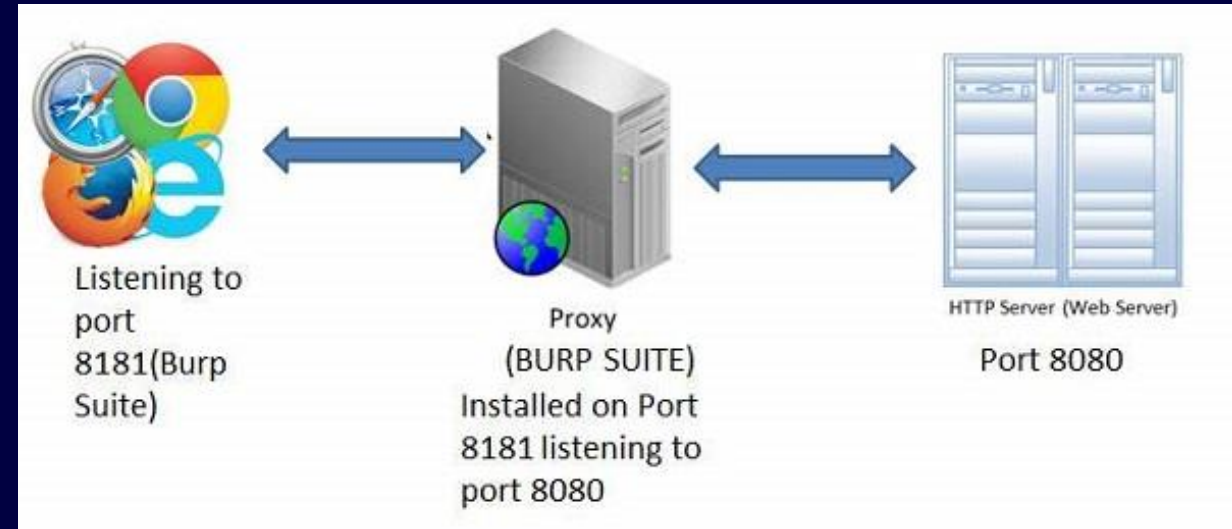 Listening to
port
8181(Burp
Suite)
Proxy
(BURP SUITE)
Installed on Port
8181 listening to
port 8080
HTTP Server (Web Server)
Port 8080